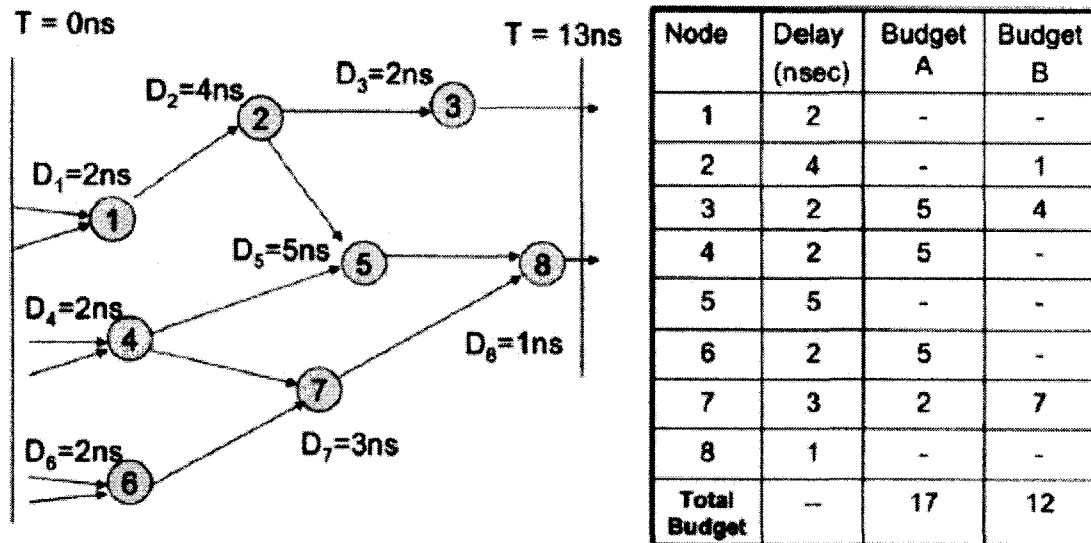 T = 0ns
T = 13ns
D₂=4ns
D₃=2ns
2
3
D₁=2ns
1
D₅=5ns
5
8
D₄=2ns
4
D₈=1ns
7
D₆=2ns
D₇=3ns
6
Node Delay (nsec) Budget A Budget B
1 2 - -
2 4 - 1
3 2 5 4
4 2 5 -
5 5 - -
6 2 5 -
7 3 2 7
8 1 - -
Total Budget -- 17 12